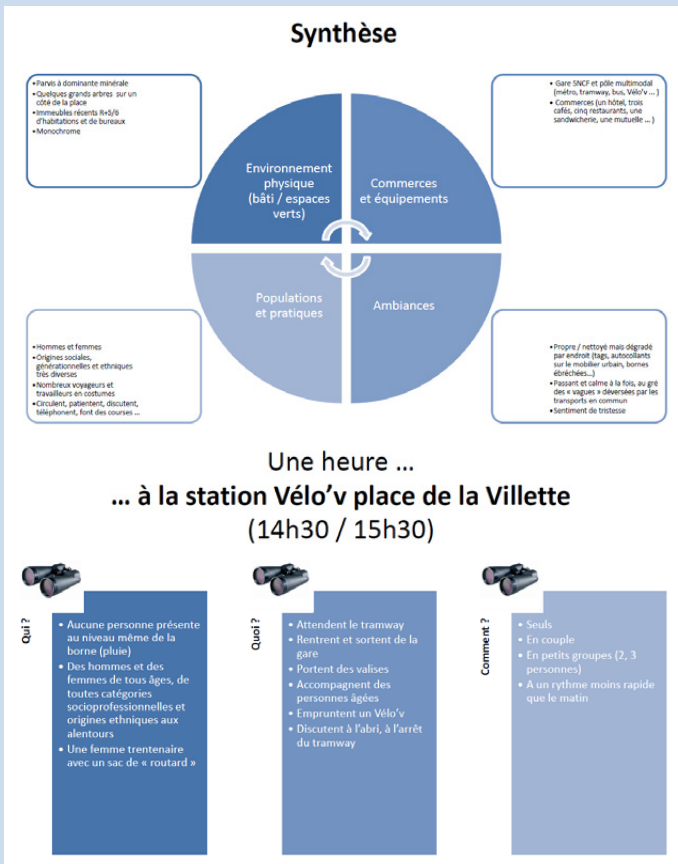 Synthèse
•Parvis à dominante minérale
•Quelques grands arbres sur un
côté de la place
•Immeubles récents R+5/6
d'habitations et de bureaux
•Monochrome
• Gare SNCF et pôle multimodal
(métro, tramway, bus, Vélo'v ... )
• Commerces (un hôtel, trois
cafés, cinq restaurants, une
sandwicherie, une mutuelle ... )
Environnement
physique
(bâti / espaces
verts)
Commerces
et équipements
Populations
et pratiques
Ambiances
•Hommes et femmes
•Origines sociales,
générationnelles et ethniques
très diverses
•Nombreux voyageurs et
travailleurs en costumes
•Circulent, patientent, discutent,
téléphonent, font des courses ...
•Propre / nettoyé mais dégradé
par endroit (tags, autocollants
sur le mobilier urbain, bornes
ébréchées...)
•Passant et calme à la fois, au gré
des « vagues » déversées par les
transports en commun
•Sentiment de tristesse
Une heure ...
... à la station Vélo'v place de la Villette
(14h30 / 15h30)
Qui ?
• Aucune personne présente
au niveau même de la
borne (pluie)
• Des hommes et des
femmes de tous âges, de
toutes catégories
socioprofessionnelles et
origines ethniques aux
alentours
• Une femme trentenaire
avec un sac de « routard »
Quoi ?
• Attendent le tramway
• Rentrent et sortent de la
gare
• Portent des valises
• Accompagnent des
personnes âgées
• Empruntent un Vélo'v
• Discutent à l'abri, à l'arrêt
du tramway
Comment ?
• Seuls
• En couple
• En petits groupes (2, 3
personnes)
• A un rythme moins rapide
que le matin